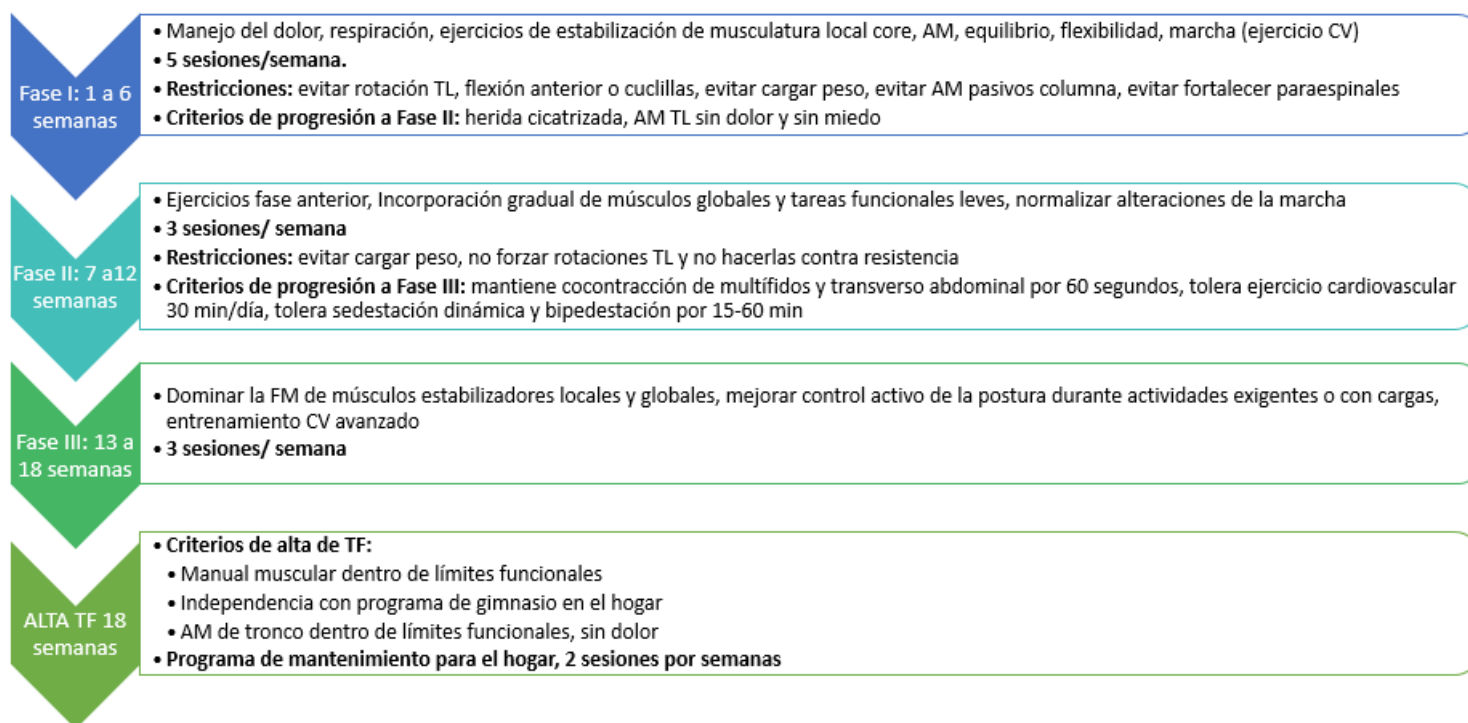 Fase I: 1 a 6
semanas
• Manejo del dolor, respiración, ejercicios de estabilización de musculatura local core, AM, equilibrio, flexibilidad, marcha (ejercicio CV)
• 5 sesiones/semana.
• Restricciones: evitar rotación TL, flexión anterior o cuclillas, evitar cargar peso, evitar AM pasivos columna, evitar fortalecer paraespinales
• Criterios de progresión a Fase II: herida cicatrizada, AM TL sin dolor y sin miedo
Fase II: 7 a12
semanas
• Ejercicios fase anterior, Incorporación gradual de músculos globales y tareas funcionales leves, normalizar alteraciones de la marcha
• 3 sesiones/ semana
• Restricciones: evitar cargar peso, no forzar rotaciones TL y no hacerlas contra resistencia
• Criterios de progresión a Fase III: mantiene cocontracción de multífidos y transverso abdominal por 60 segundos, tolera ejercicio cardiovascular
30 min/día, tolera sedestación dinámica y bipedestación por 15-60 min
Fase III: 13 a
18 semanas
• Dominar la FM de músculos estabilizadores locales y globales, mejorar control activo de la postura durante actividades exigentes o con cargas,
entrenamiento CV avanzado
• 3 sesiones/ semana
ALTA TF 18
semanas
• Criterios de alta de TF:
• Manual muscular dentro de límites funcionales
• Independencia con programa de gimnasio en el hogar
• AM de tronco dentro de límites funcionales, sin dolor
• Programa de mantenimiento para el hogar, 2 sesiones por semanas